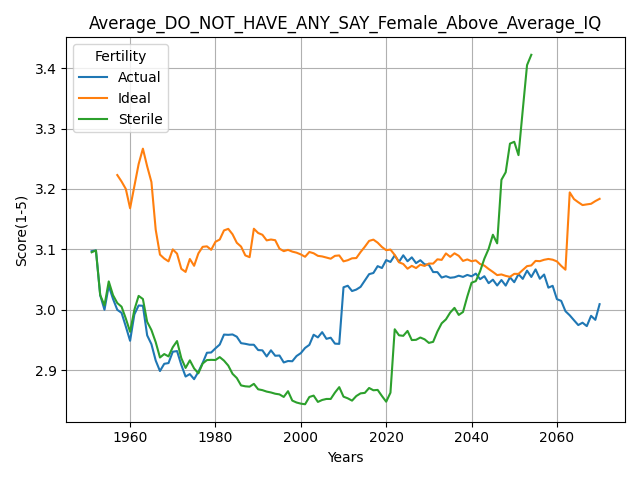 Average_DO_NOT_HAVE_ANY_SAY_Female_Above_Average_IQ
Fertility
Actual
Ideal
Sterile
Score(1-5)
3.4
3.3
3.2
3.1
3.0
2.9
1960 1980 2000 2020 2040 2060
Years